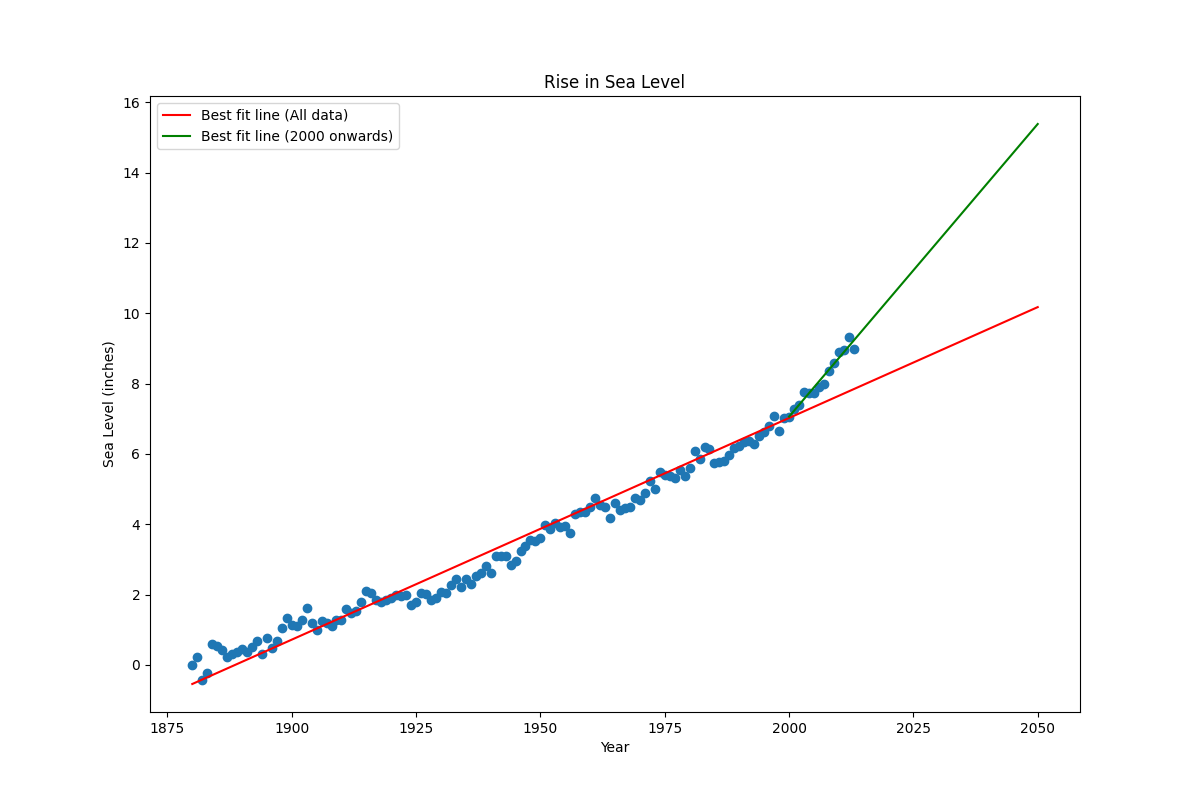 Rise in Sea Level
Best fit line (All data)
Best fit line (2000 onwards)
16
14
12
10
8
6
4
2
0
Sea Level (inches)
1875 1900 1925 1950 1975 2000 2025 2050
Year